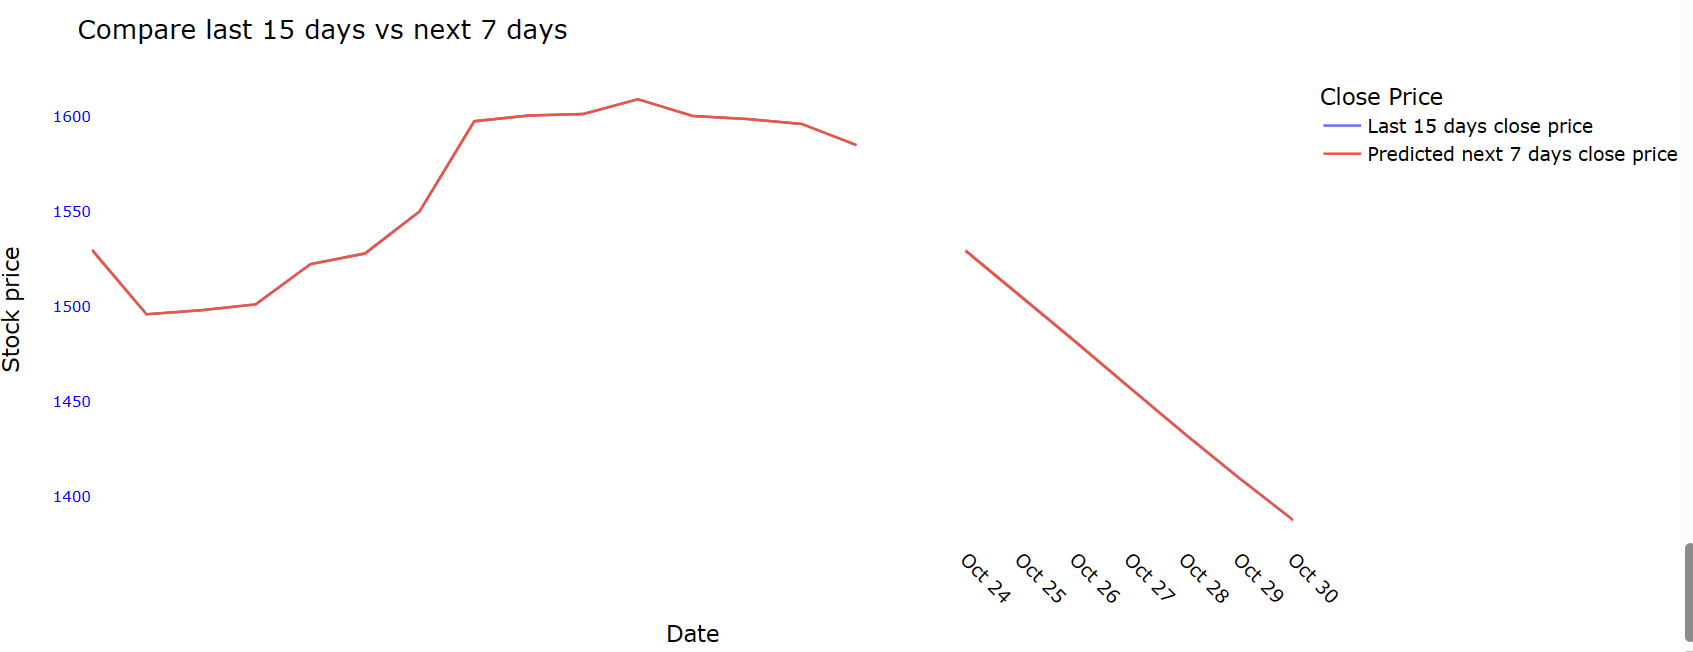 Compare last 15 days vs next 7 days
Close Price
Last 15 days close price
Predicted next 7 days close price
1600
1550
1500
1450
1400
Stock price
Oct 24
Oct 25
Oct 26
Oct 27
Oct 28
Oct 29
Oct 30
Date